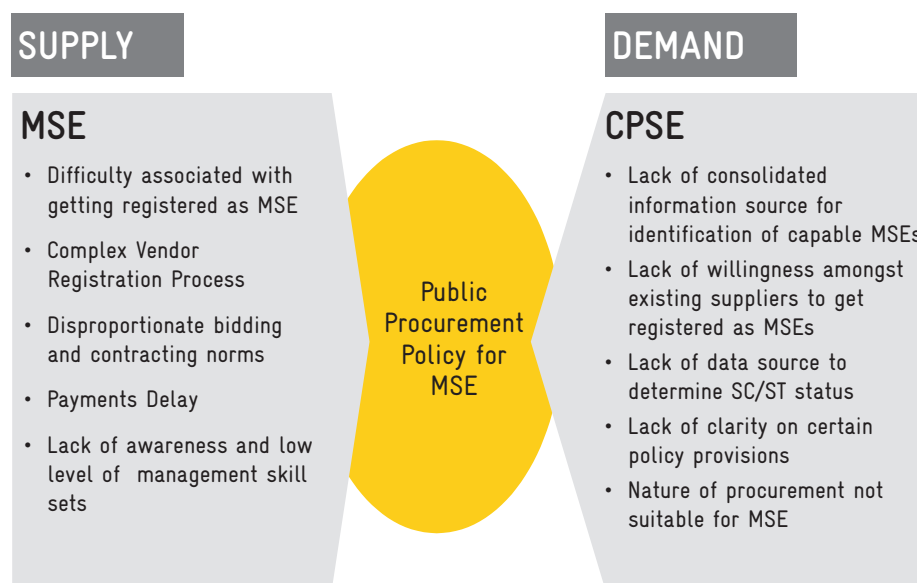 SUPPLY
MSE
• Difficulty associated with
getting registered as MSE
• Complex Vendor
Registration Process
• Disproportionate bidding
and contracting norms
• Payments Delay
• Lack of awareness and low
level of management skill
sets
Public
Procurement
Policy for
MSE
DEMAND
CPSE
• Lack of consolidated
information source for
identification of capable MSEs
• Lack of willingness amongst
existing suppliers to get
registered as MSEs
• Lack of data source to
determine SC/ST status
• Lack of clarity on certain
policy provisions
• Nature of procurement not
suitable for MSE